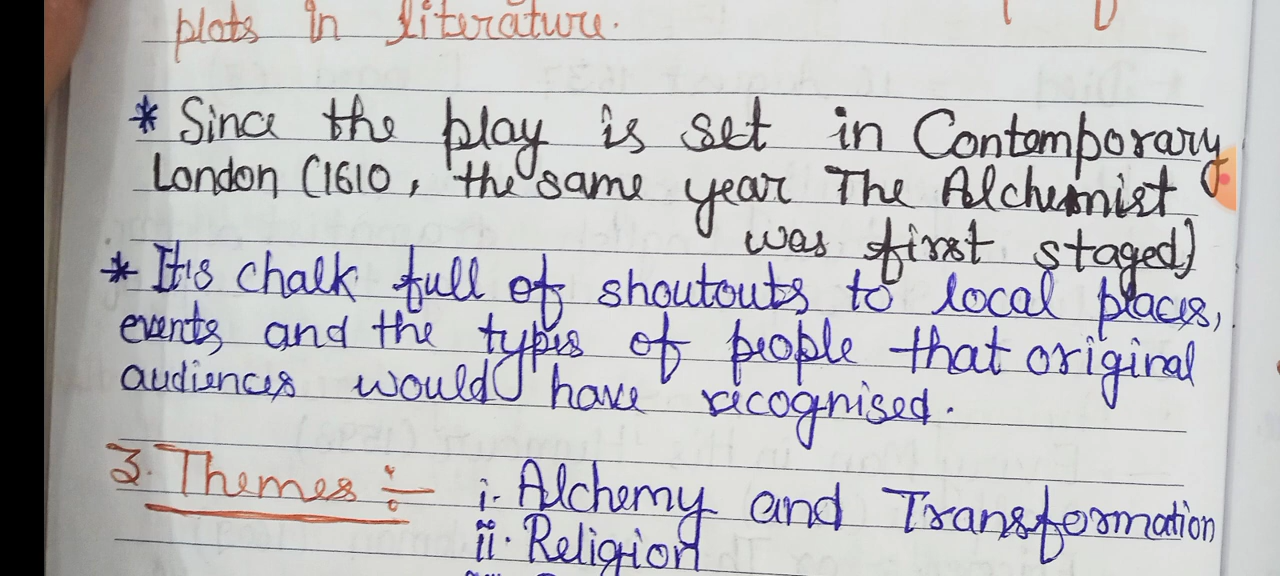 plots in literature.
* Since the play is set in Contemporary
London (1610, the same year The Alchemist
was first staged)
* It's chalk full of shoutouts to local places,
events and the types of people that original
audiences would have recognised.
3. Themes :- i. Alchemy and Transformation
ii. Religion